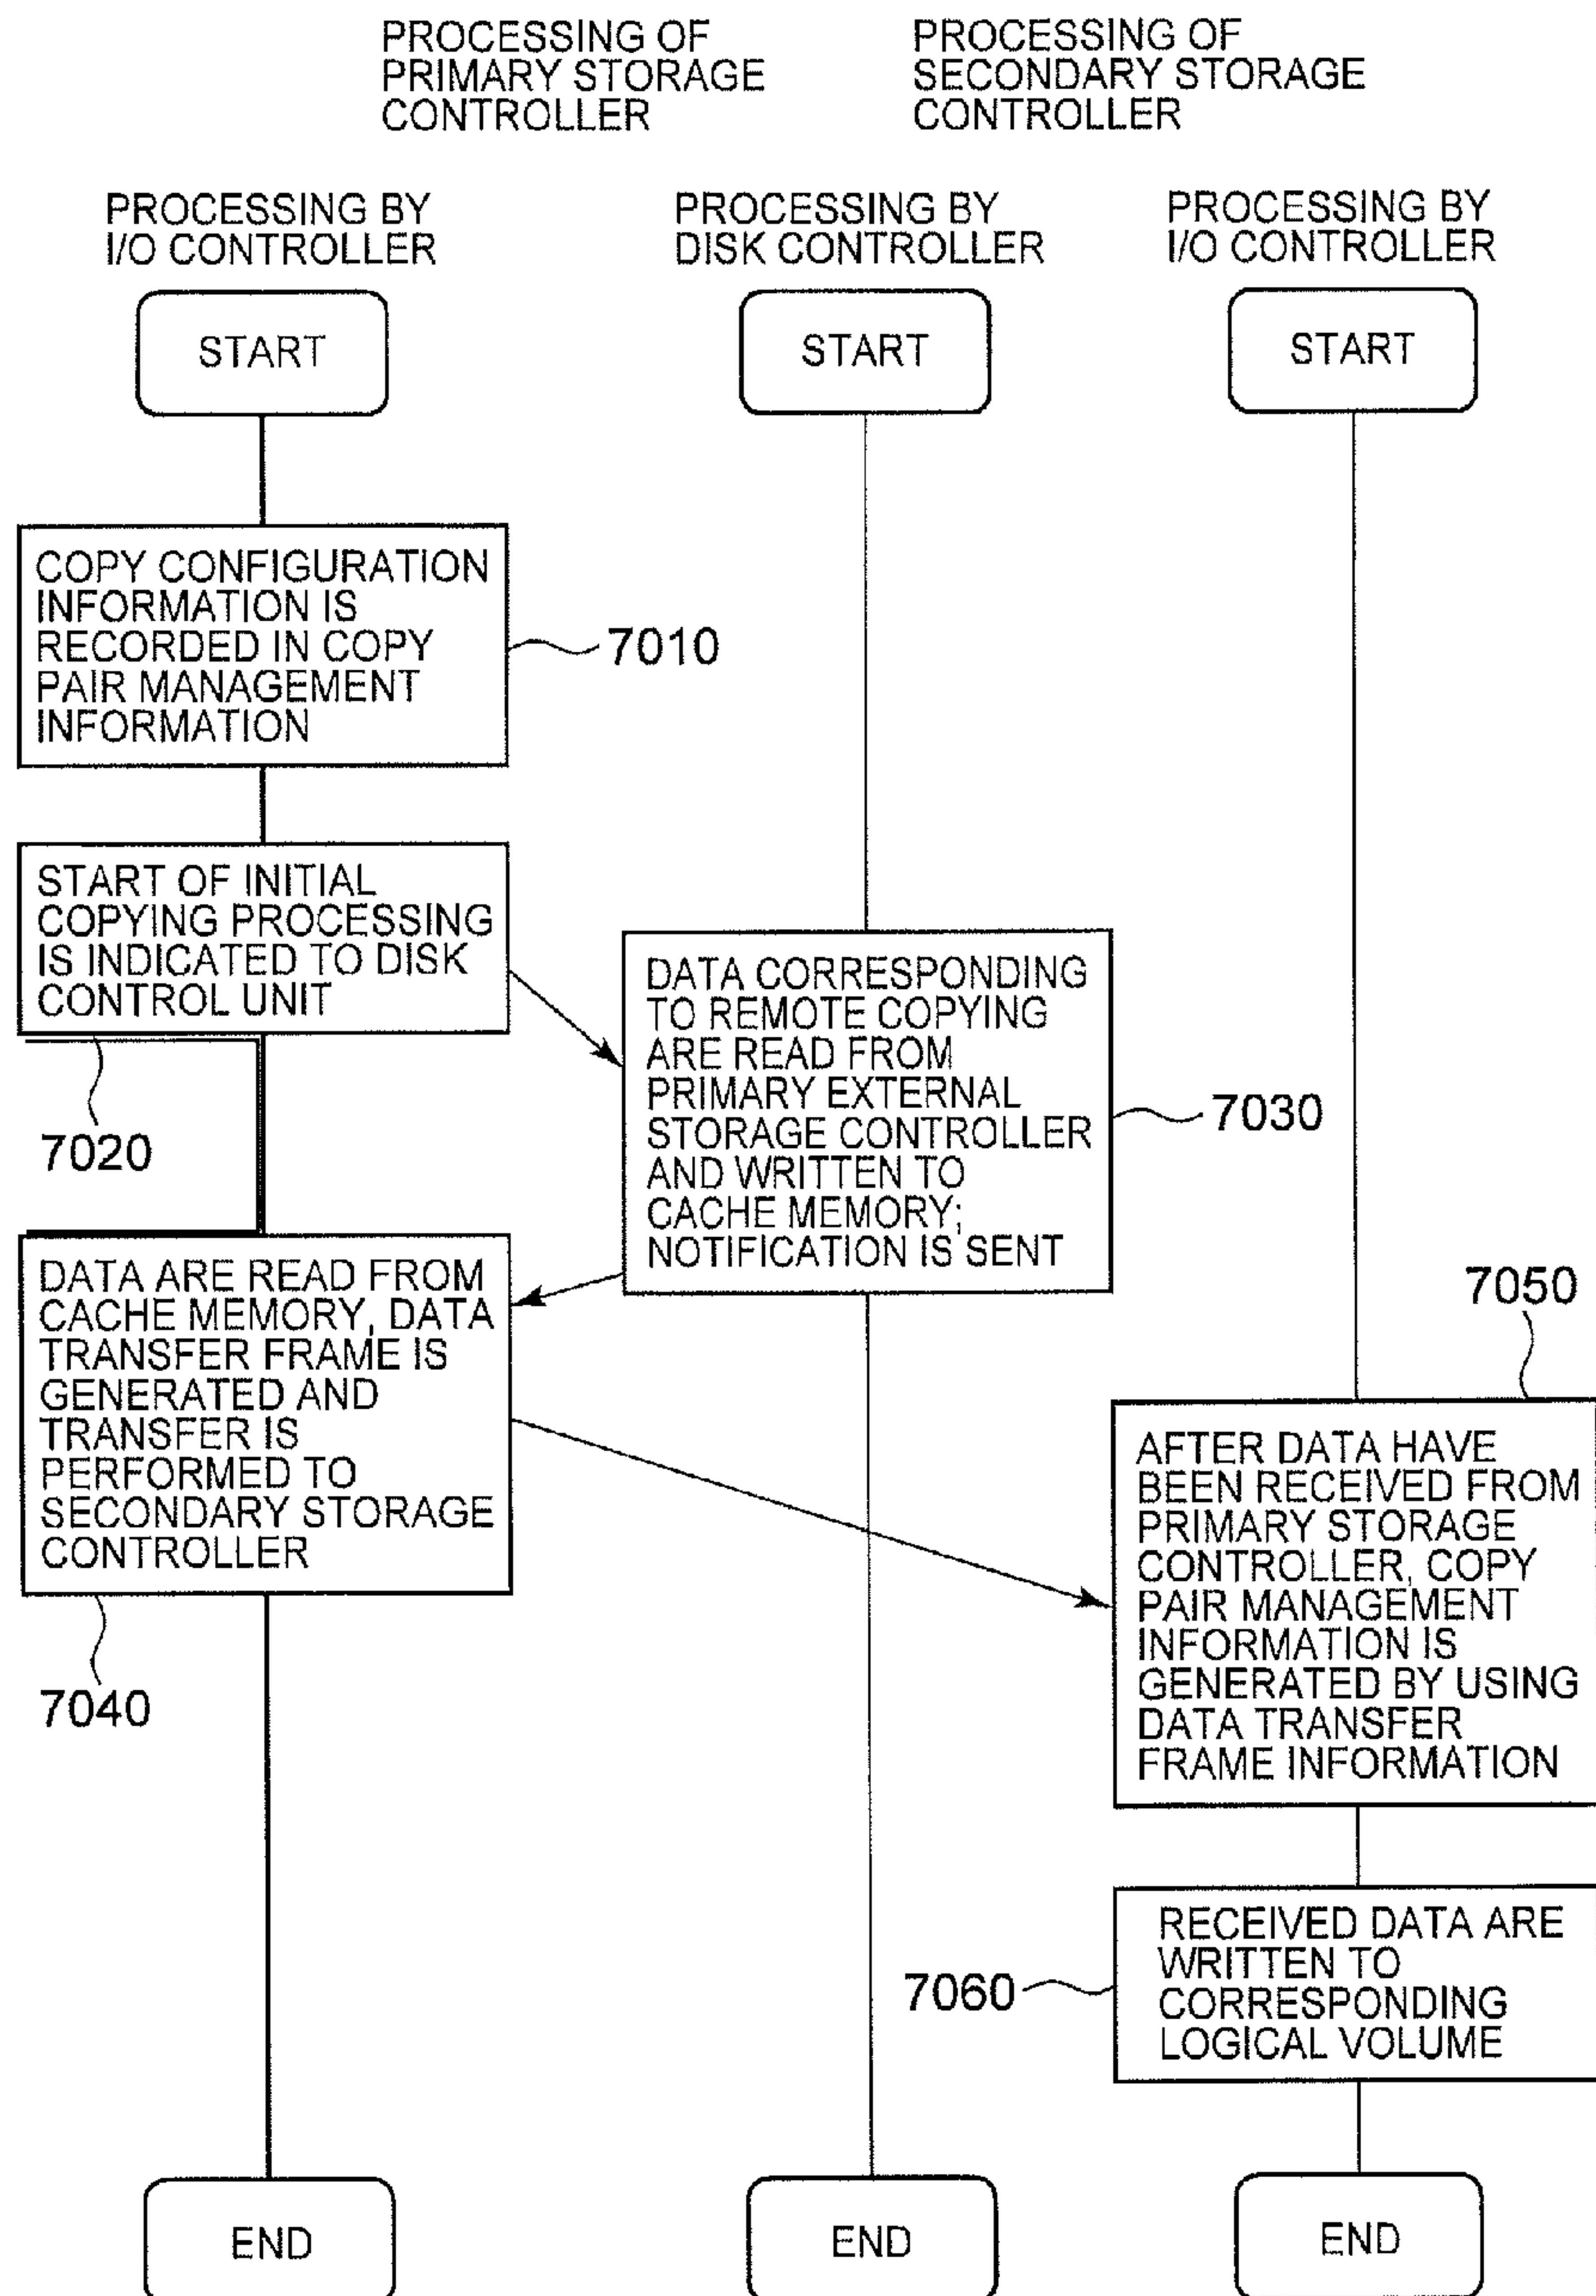 PROCESSING OF
PRIMARY STORAGE
CONTROLLER
PROCESSING OF
SECONDARY STORAGE
CONTROLLER
PROCESSING BY
I/O CONTROLLER
PROCESSING BY
DISK CONTROLLER
PROCESSING BY
I/O CONTROLLER
START
START
START
COPY CONFIGURATION
INFORMATION IS
RECORDED IN COPY
PAIR MANAGEMENT
INFORMATION
7010
START OF INITIAL
COPYING PROCESSING
IS INDICATED TO DISK
CONTROL UNIT
7020
DATA CORRESPONDING
TO REMOTE COPYING
ARE READ FROM
PRIMARY EXTERNAL
STORAGE CONTROLLER
AND WRITTEN TO
CACHE MEMORY;
NOTIFICATION IS SENT
7030
DATA ARE READ FROM
CACHE MEMORY, DATA
TRANSFER FRAME IS
GENERATED AND
TRANSFER IS
PERFORMED TO
SECONDARY STORAGE
CONTROLLER
7040
7050
AFTER DATA HAVE
BEEN RECEIVED FROM
PRIMARY STORAGE
CONTROLLER, COPY
PAIR MANAGEMENT
INFORMATION IS
GENERATED BY USING
DATA TRANSFER
FRAME INFORMATION
7060
RECEIVED DATA ARE
WRITTEN TO
CORRESPONDING
LOGICAL VOLUME
END
END
END